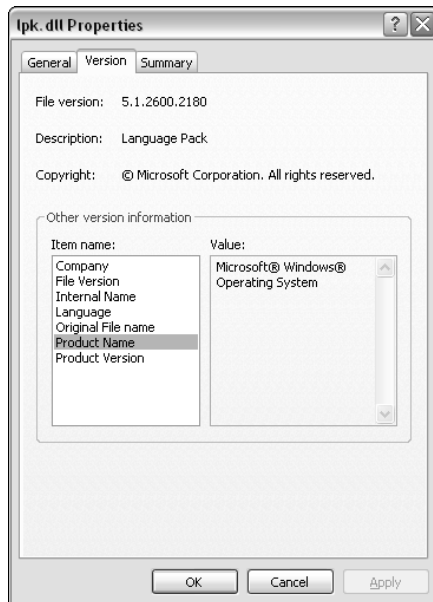 lpk.dll Properties
General Version Summary
File version: 5.1.2600.2180
Description: Language Pack
Copyright: © Microsoft Corporation. All rights reserved.
Other version information
Item name: Value:
Company Microsoft® Windows®
File Version Operating System
Internal Name
Language
Original File name
Product Name
Product Version
OK Cancel Apply